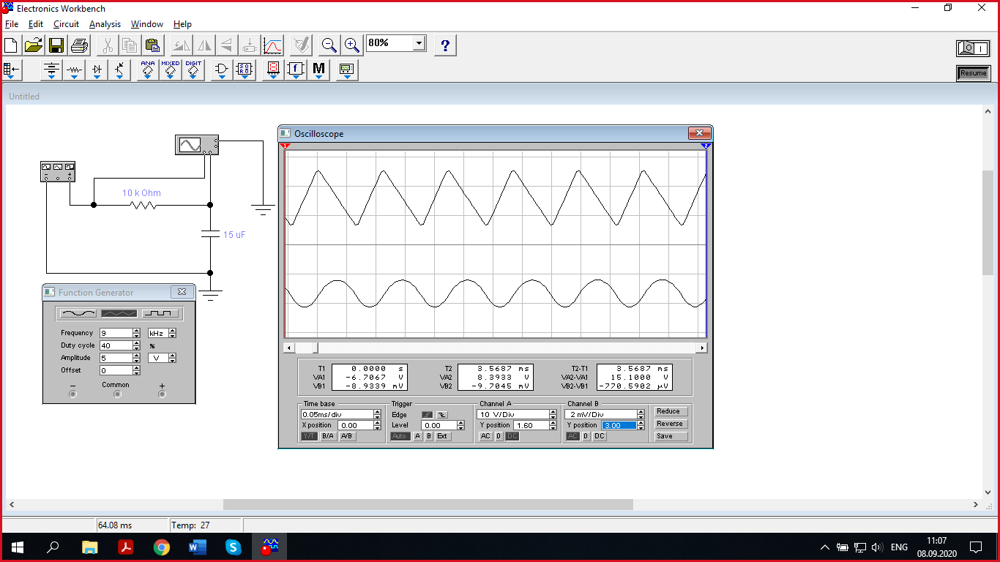 Electronics Workbench
File Edit Circuit Analysis Window Help
80%
?
ANA MIXED DIGIT
f M
Resume
Untitled
10 k Ohm
15 uF
Function Generator
Frequency 9 kHz
Duty cycle 40 %
Amplitude 5 V
Offset 0
− Common +
Oscilloscope
1 2
T1 0.0000 s
VA1 -6.7067 V
VB1 -8.9339 mV
T2 3.5687 ms
VA2 8.3933 V
VB2 -9.7045 mV
T2-T1 3.5687 ms
VA2-VA1 15.1000 V
VB2-VB1 -770.5902 µV
Time base
0.05ms/div
X position 0.00
Y/T B/A A/B
Trigger
Edge
Level 0.00
Auto A B Ext
Channel A
10 V/Div
Y position 1.60
AC 0 DC
Channel B
2 mV/Div
Y position 3.00
AC 0 DC
Reduce
Reverse
Save
64.08 ms Temp: 27
ENG
11:07
08.09.2020